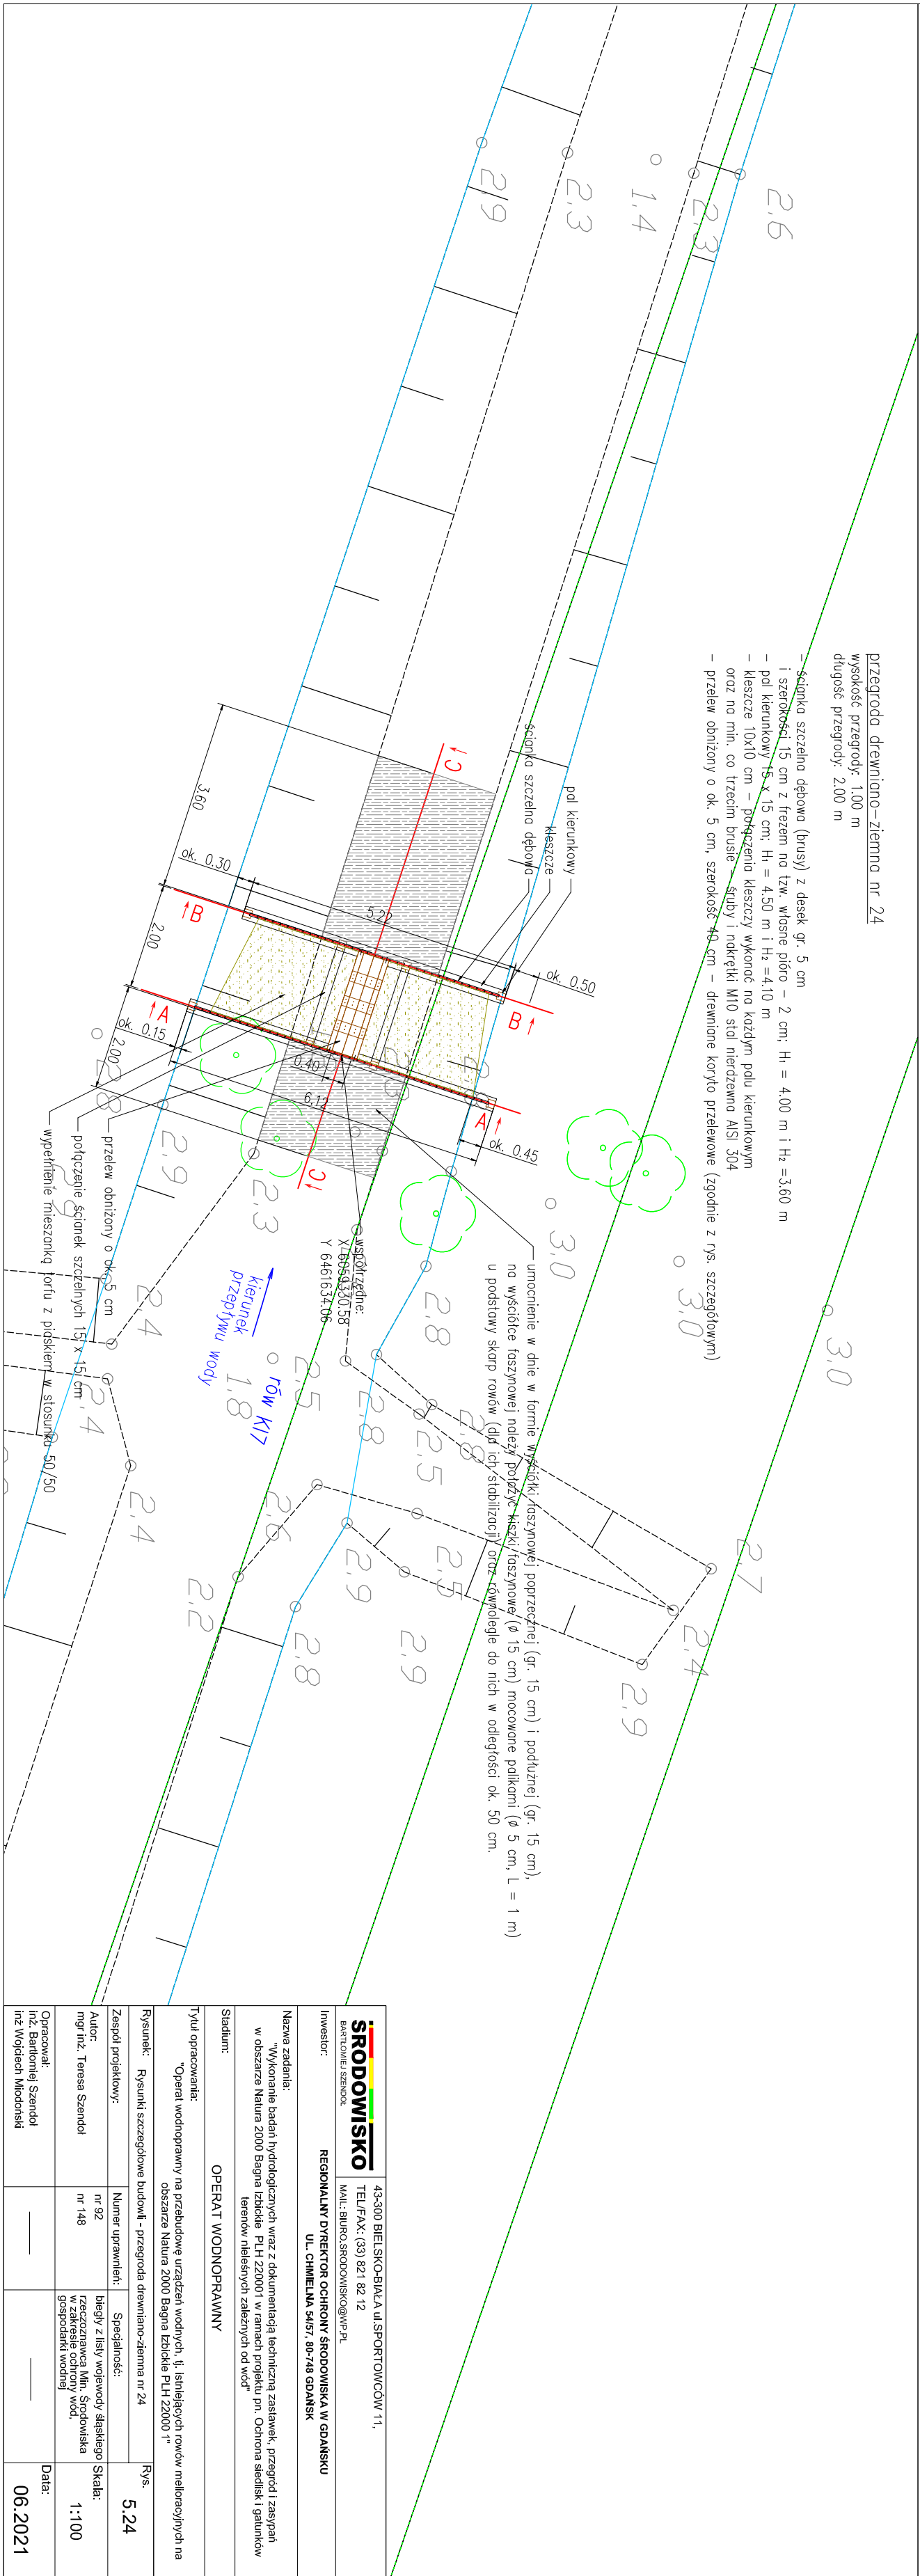 przegroda drewniano-ziemna nr 24
wysokość przegrody: 1.00 m
długość przegrody: 2.00 m
- ścianka szczelna dębowa (brusy) z desek gr. 5 cm
i szerokości 15 cm z frezem na tzw. własne pióro - 2 cm; H₁ = 4.00 m i H₂ =3.60 m
- pal kierunkowy 15 x 15 cm; H₁ = 4.50 m i H₂ =4.10 m
- kleszcze 10x10 cm - połączenia kleszczy wykonać na każdym palu kierunkowym
oraz na min. co trzecim brusie - śruby i nakrętki M10 stal nierdzewna AISI 304
- przelew obniżony o ok. 5 cm, szerokość 40 cm - drewniane koryto przelewowe (zgodnie z rys. szczegółowym)
2,6
2,3
1,4
2,3
2,9
pal kierunkowy
kleszcze
ścianka szczelna dębowa
C
C
B
B
A
A
3.60
2.00
2.00
ok. 0.30
5.22
ok. 0.50
ok. 0.15
0.40
6.12
ok. 0.45
umocnienie w dnie w formie wyściółki faszynowej poprzecznej (gr. 15 cm) i podłużnej (gr. 15 cm),
na wyściółce faszynowej należy położyć kiszki faszynowe (ø 15 cm) mocowane palikami (ø 5 cm, L = 1 m)
u podstawy skarp rowów (dla ich stabilizacji) oraz równolegle do nich w odległości ok. 50 cm.
współrzędne:
X 6059330.58
Y 6461634.06
przelew obniżony o ok. 5 cm
połączenie ścianek szczelnych 15 x 15 cm
wypełnienie mieszanką torfu z piaskiem w stosunku 50/50
kierunek
przepływu wody
rów K17
3,0
3,0
3,0
2,8
2,8
2,8
2,5
2,5
2,7
2,4
2,9
2,9
2,9
2,8
2,5
2,6
2,2
1,8
2,3
2,9
2,8
2,4
2,4
2,4
ŚRODOWISKO
BARTŁOMIEJ SZENDOŁ
43-300 BIELSKO-BIAŁA ul.SPORTOWCÓW 11,
TEL/FAX: (33) 821 82 12
MAIL: BIURO.SRODOWISKO@WP.PL
Inwestor:
REGIONALNY DYREKTOR OCHRONY ŚRODOWISKA W GDAŃSKU
UL. CHMIELNA 54/57, 80-748 GDAŃSK
Nazwa zadania:
"Wykonanie badań hydrologicznych wraz z dokumentacją techniczną zastawek, przegród i zasypań
w obszarze Natura 2000 Bagna Izbickie PLH 220001 w ramach projektu pn. Ochrona siedlisk i gatunków
terenów nieleśnych zależnych od wód"
Stadium:
OPERAT WODNOPRAWNY
Tytuł opracowania:
"Operat wodnoprawny na przebudowę urządzeń wodnych, tj. istniejących rowów melioracyjnych na
obszarze Natura 2000 Bagna Izbickie PLH 220001"
Rysunek: Rysunki szczegółowe budowli - przegroda drewniano-ziemna nr 24
Rys.
5.24
Zespół projektowy:
Numer uprawnień:
Specjalność:
Autor:
mgr inż. Teresa Szendoł
nr 92
nr 148
biegły z listy wojewody śląskiego
rzeczoznawca Min. Środowiska
w zakresie ochrony wód,
gospodarki wodnej
Skala:
1:100
Opracował:
inż. Bartłomiej Szendoł
inż Wojciech Miodoński
Data:
06.2021